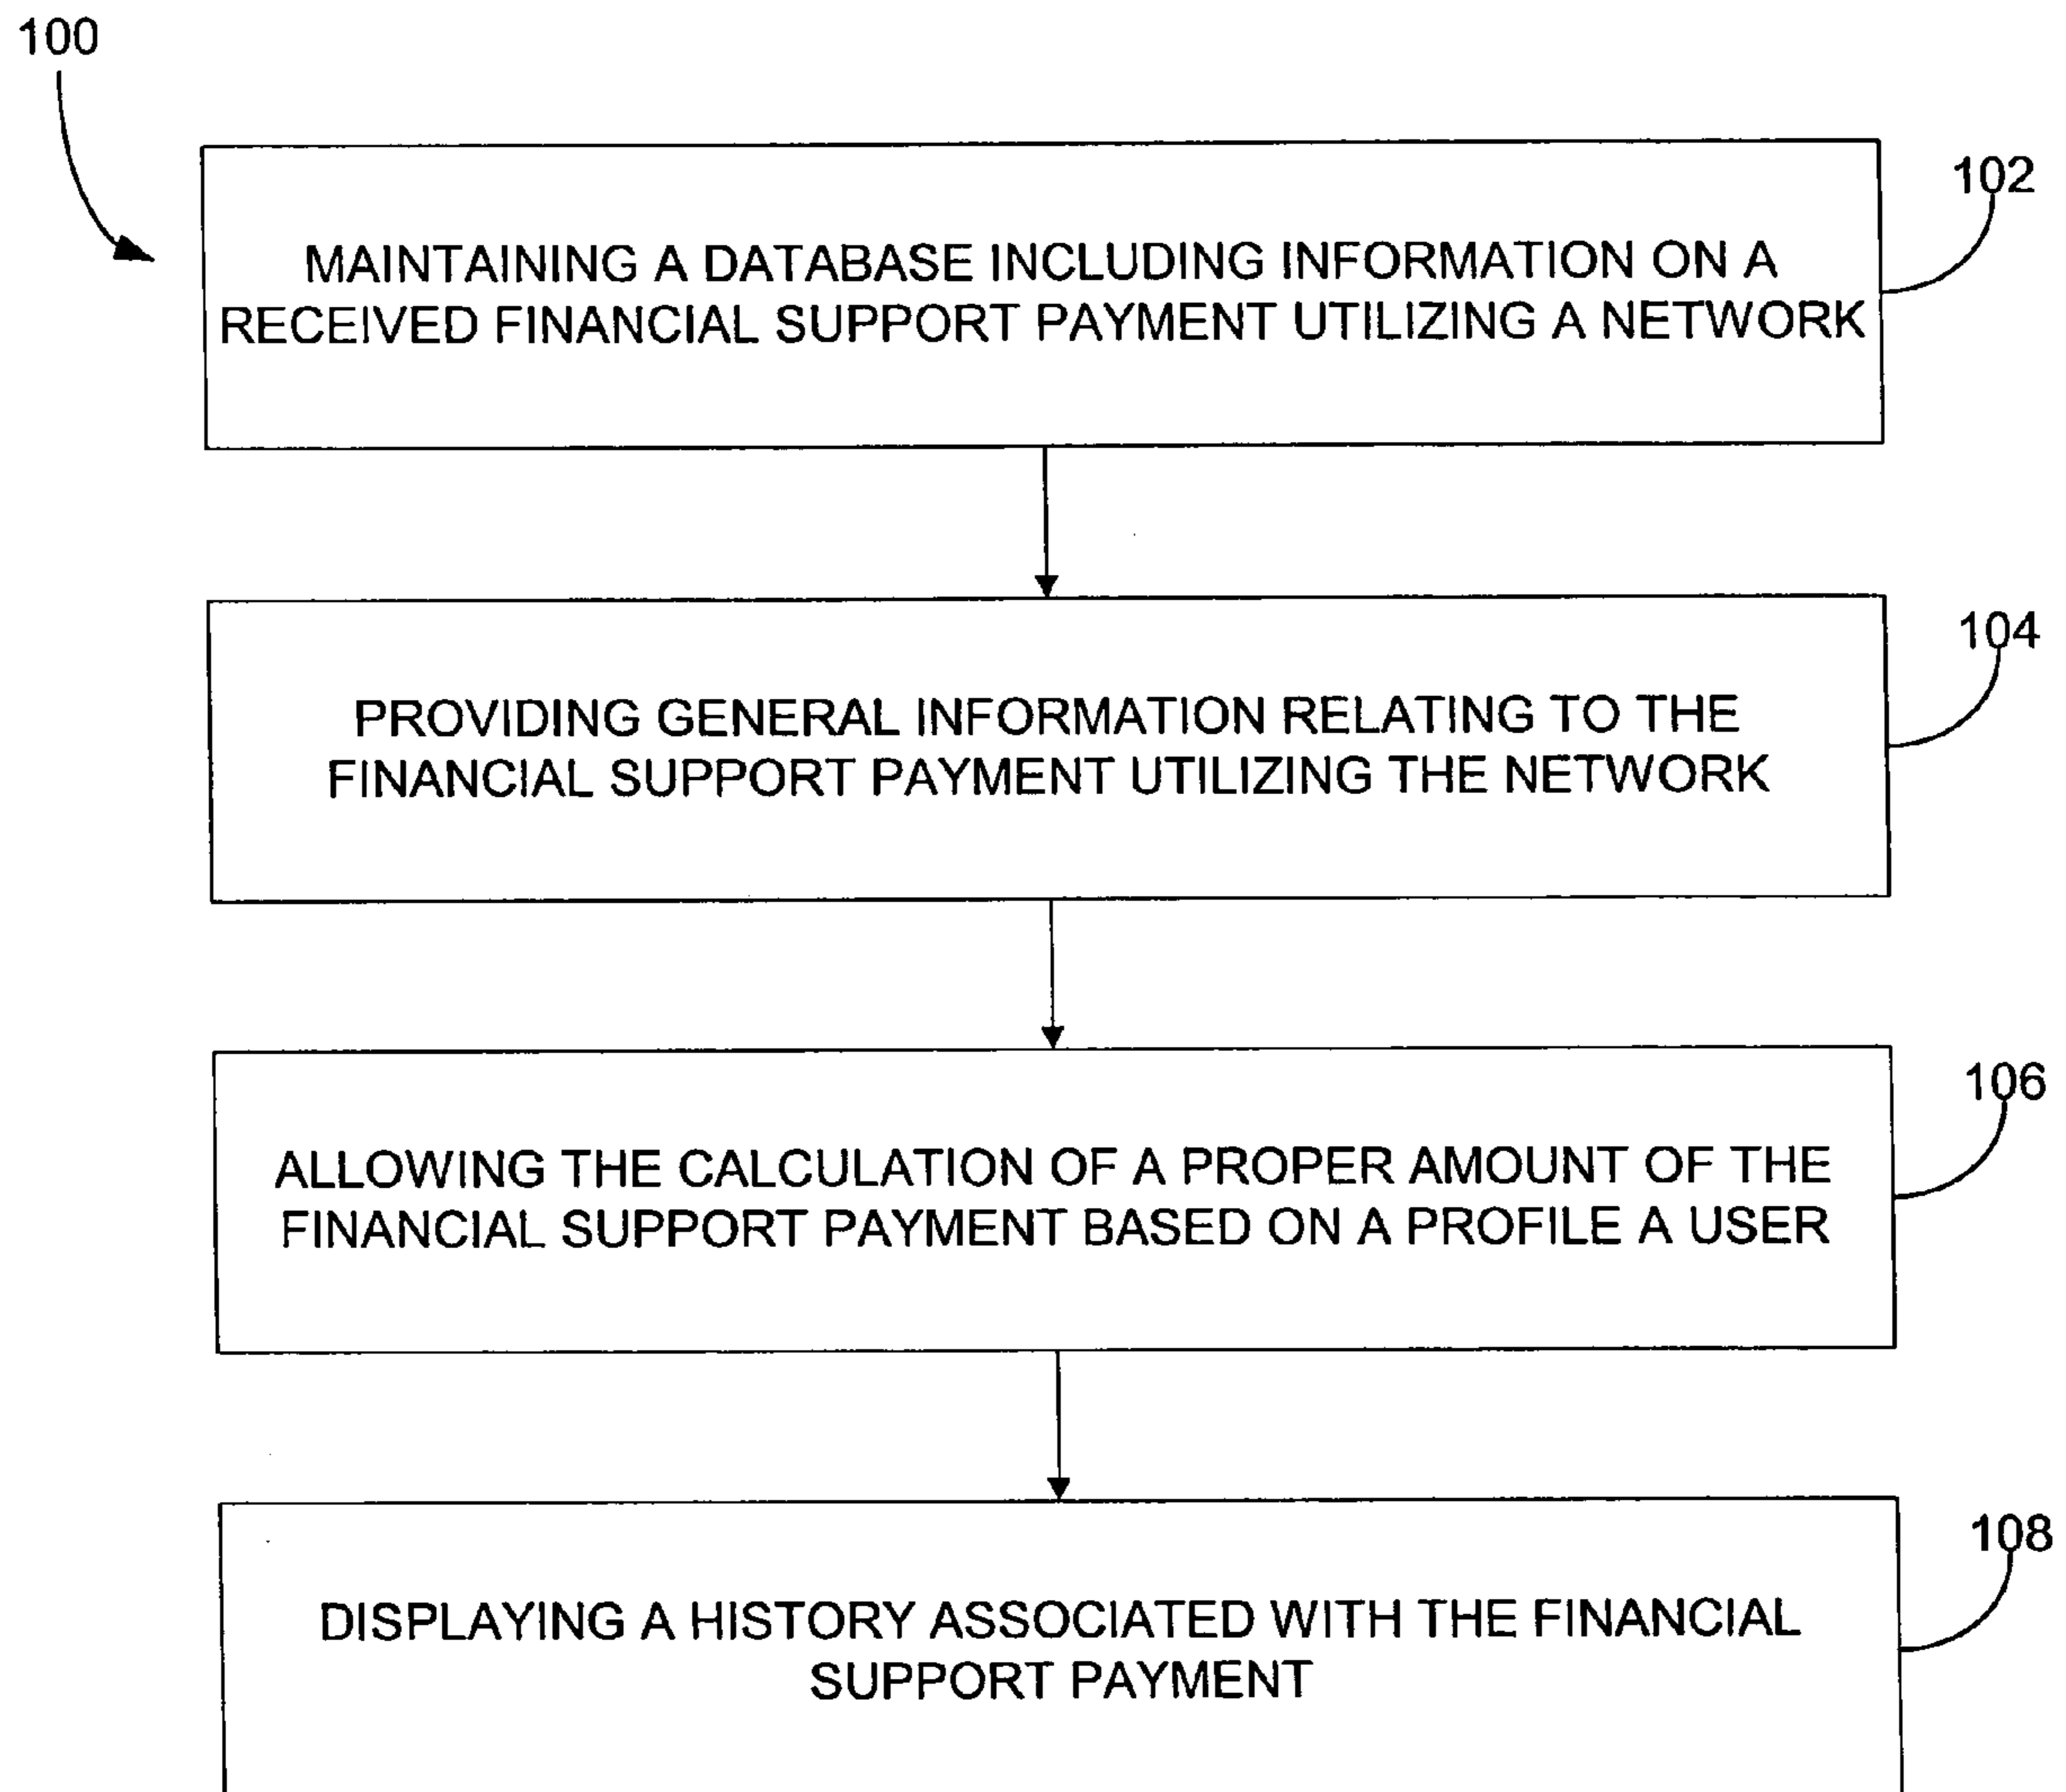 100
102
MAINTAINING A DATABASE INCLUDING INFORMATION ON A
RECEIVED FINANCIAL SUPPORT PAYMENT UTILIZING A NETWORK
104
PROVIDING GENERAL INFORMATION RELATING TO THE
FINANCIAL SUPPORT PAYMENT UTILIZING THE NETWORK
106
ALLOWING THE CALCULATION OF A PROPER AMOUNT OF THE
FINANCIAL SUPPORT PAYMENT BASED ON A PROFILE A USER
108
DISPLAYING A HISTORY ASSOCIATED WITH THE FINANCIAL
SUPPORT PAYMENT